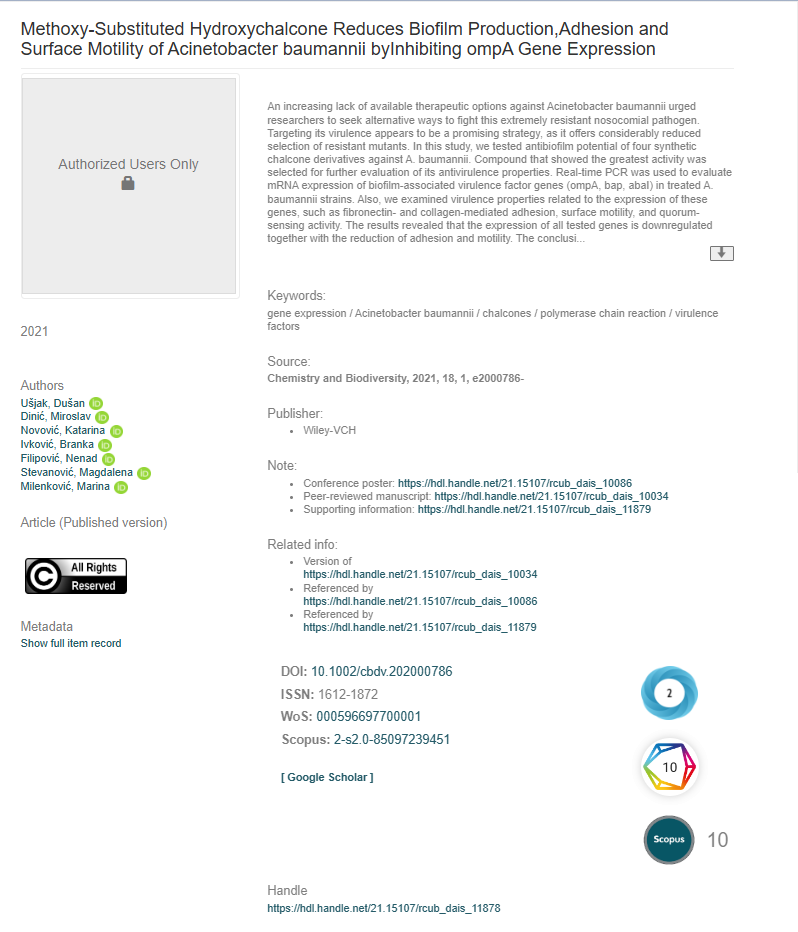 Methoxy-Substituted Hydroxychalcone Reduces Biofilm Production,Adhesion and
Surface Motility of Acinetobacter baumannii byInhibiting ompA Gene Expression
Authorized Users Only
2021
Authors
Ušjak, Dušan
Dinić, Miroslav
Novović, Katarina
Ivković, Branka
Filipović, Nenad
Stevanović, Magdalena
Milenković, Marina
Article (Published version)
All Rights
Reserved
Metadata
Show full item record
An increasing lack of available therapeutic options against Acinetobacter baumannii urged
researchers to seek alternative ways to fight this extremely resistant nosocomial pathogen.
Targeting its virulence appears to be a promising strategy, as it offers considerably reduced
selection of resistant mutants. In this study, we tested antibiofilm potential of four synthetic
chalcone derivatives against A. baumannii. Compound that showed the greatest activity was
selected for further evaluation of its antivirulence properties. Real-time PCR was used to evaluate
mRNA expression of biofilm-associated virulence factor genes (ompA, bap, abaI) in treated A.
baumannii strains. Also, we examined virulence properties related to the expression of these
genes, such as fibronectin- and collagen-mediated adhesion, surface motility, and quorum-
sensing activity. The results revealed that the expression of all tested genes is downregulated
together with the reduction of adhesion and motility. The conclusi...
Keywords:
gene expression / Acinetobacter baumannii / chalcones / polymerase chain reaction / virulence
factors
Source:
Chemistry and Biodiversity, 2021, 18, 1, e2000786-
Publisher:
Wiley-VCH
Note:
Conference poster: https://hdl.handle.net/21.15107/rcub_dais_10086
Peer-reviewed manuscript: https://hdl.handle.net/21.15107/rcub_dais_10034
Supporting information: https://hdl.handle.net/21.15107/rcub_dais_11879
Related info:
Version of
https://hdl.handle.net/21.15107/rcub_dais_10034
Referenced by
https://hdl.handle.net/21.15107/rcub_dais_10086
Referenced by
https://hdl.handle.net/21.15107/rcub_dais_11879
DOI: 10.1002/cbdv.202000786
ISSN: 1612-1872
WoS: 000596697700001
Scopus: 2-s2.0-85097239451
[ Google Scholar ]
2
10
Scopus 10
Handle
https://hdl.handle.net/21.15107/rcub_dais_11878